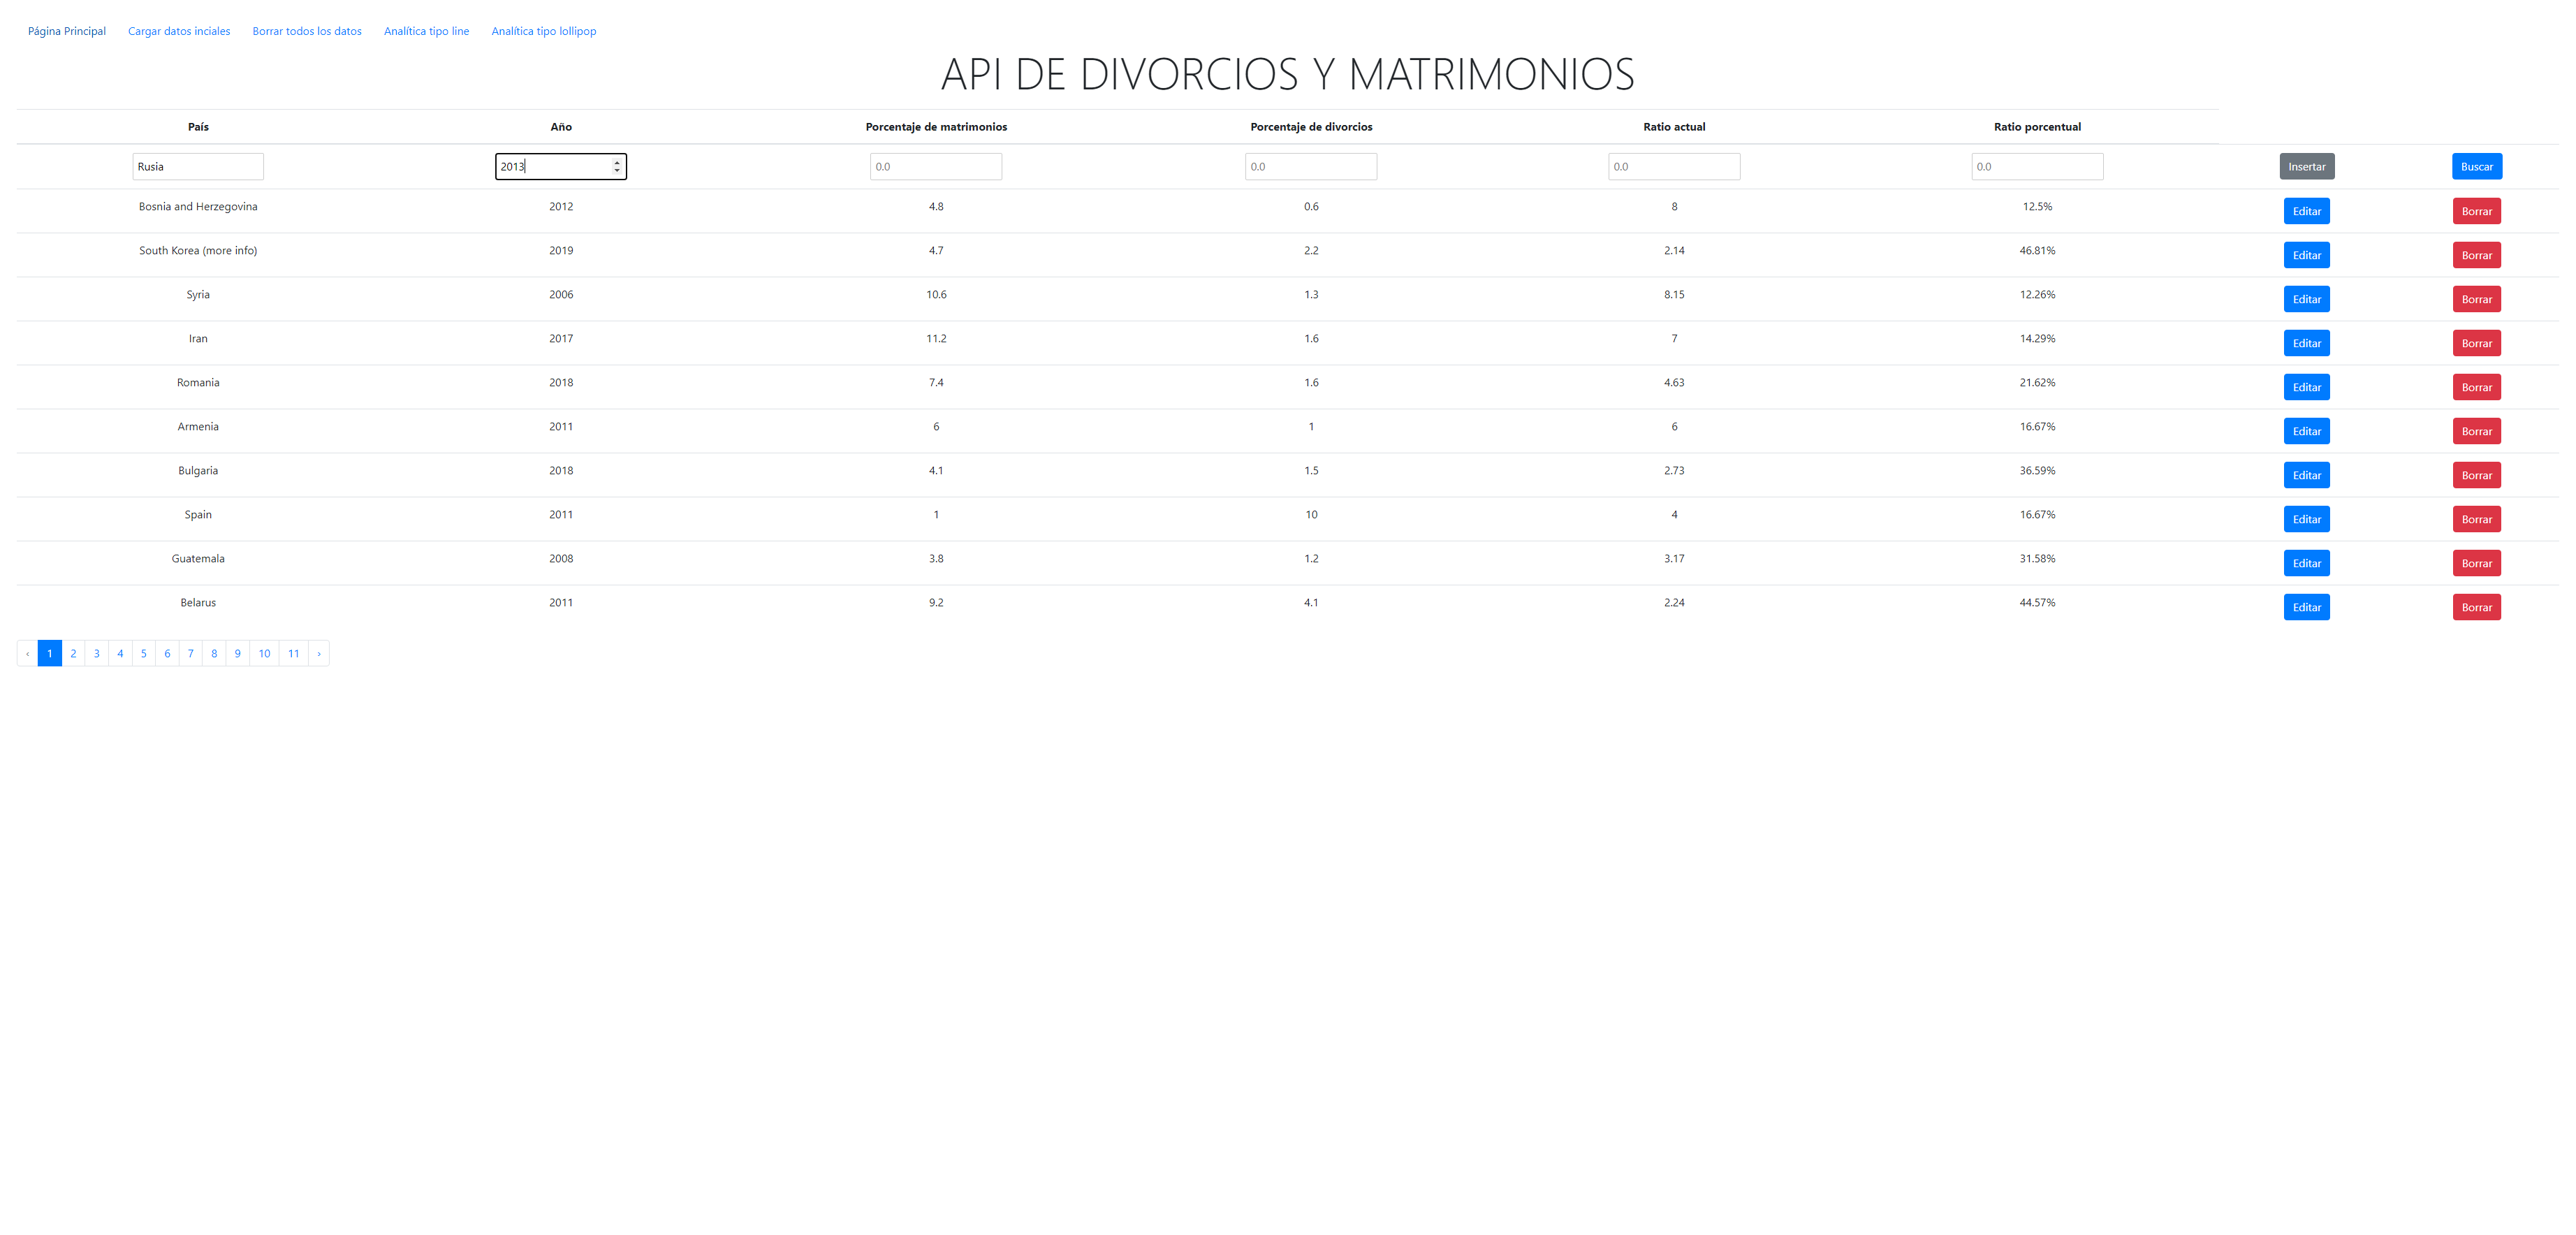 Página Principal Cargar datos inciales Borrar todos los datos Analítica tipo line Analítica tipo lollipop
API DE DIVORCIOS Y MATRIMONIOS
País Año Porcentaje de matrimonios Porcentaje de divorcios Ratio actual Ratio porcentual
Rusia 2013 0.0 0.0 0.0 0.0 Insertar Buscar
Bosnia and Herzegovina 2012 4.8 0.6 8 12.5% Editar Borrar
South Korea (more info) 2019 4.7 2.2 2.14 46.81% Editar Borrar
Syria 2006 10.6 1.3 8.15 12.26% Editar Borrar
Iran 2017 11.2 1.6 7 14.29% Editar Borrar
Romania 2018 7.4 1.6 4.63 21.62% Editar Borrar
Armenia 2011 6 1 6 16.67% Editar Borrar
Bulgaria 2018 4.1 1.5 2.73 36.59% Editar Borrar
Spain 2011 1 10 4 16.67% Editar Borrar
Guatemala 2008 3.8 1.2 3.17 31.58% Editar Borrar
Belarus 2011 9.2 4.1 2.24 44.57% Editar Borrar
‹ 1 2 3 4 5 6 7 8 9 10 11 ›